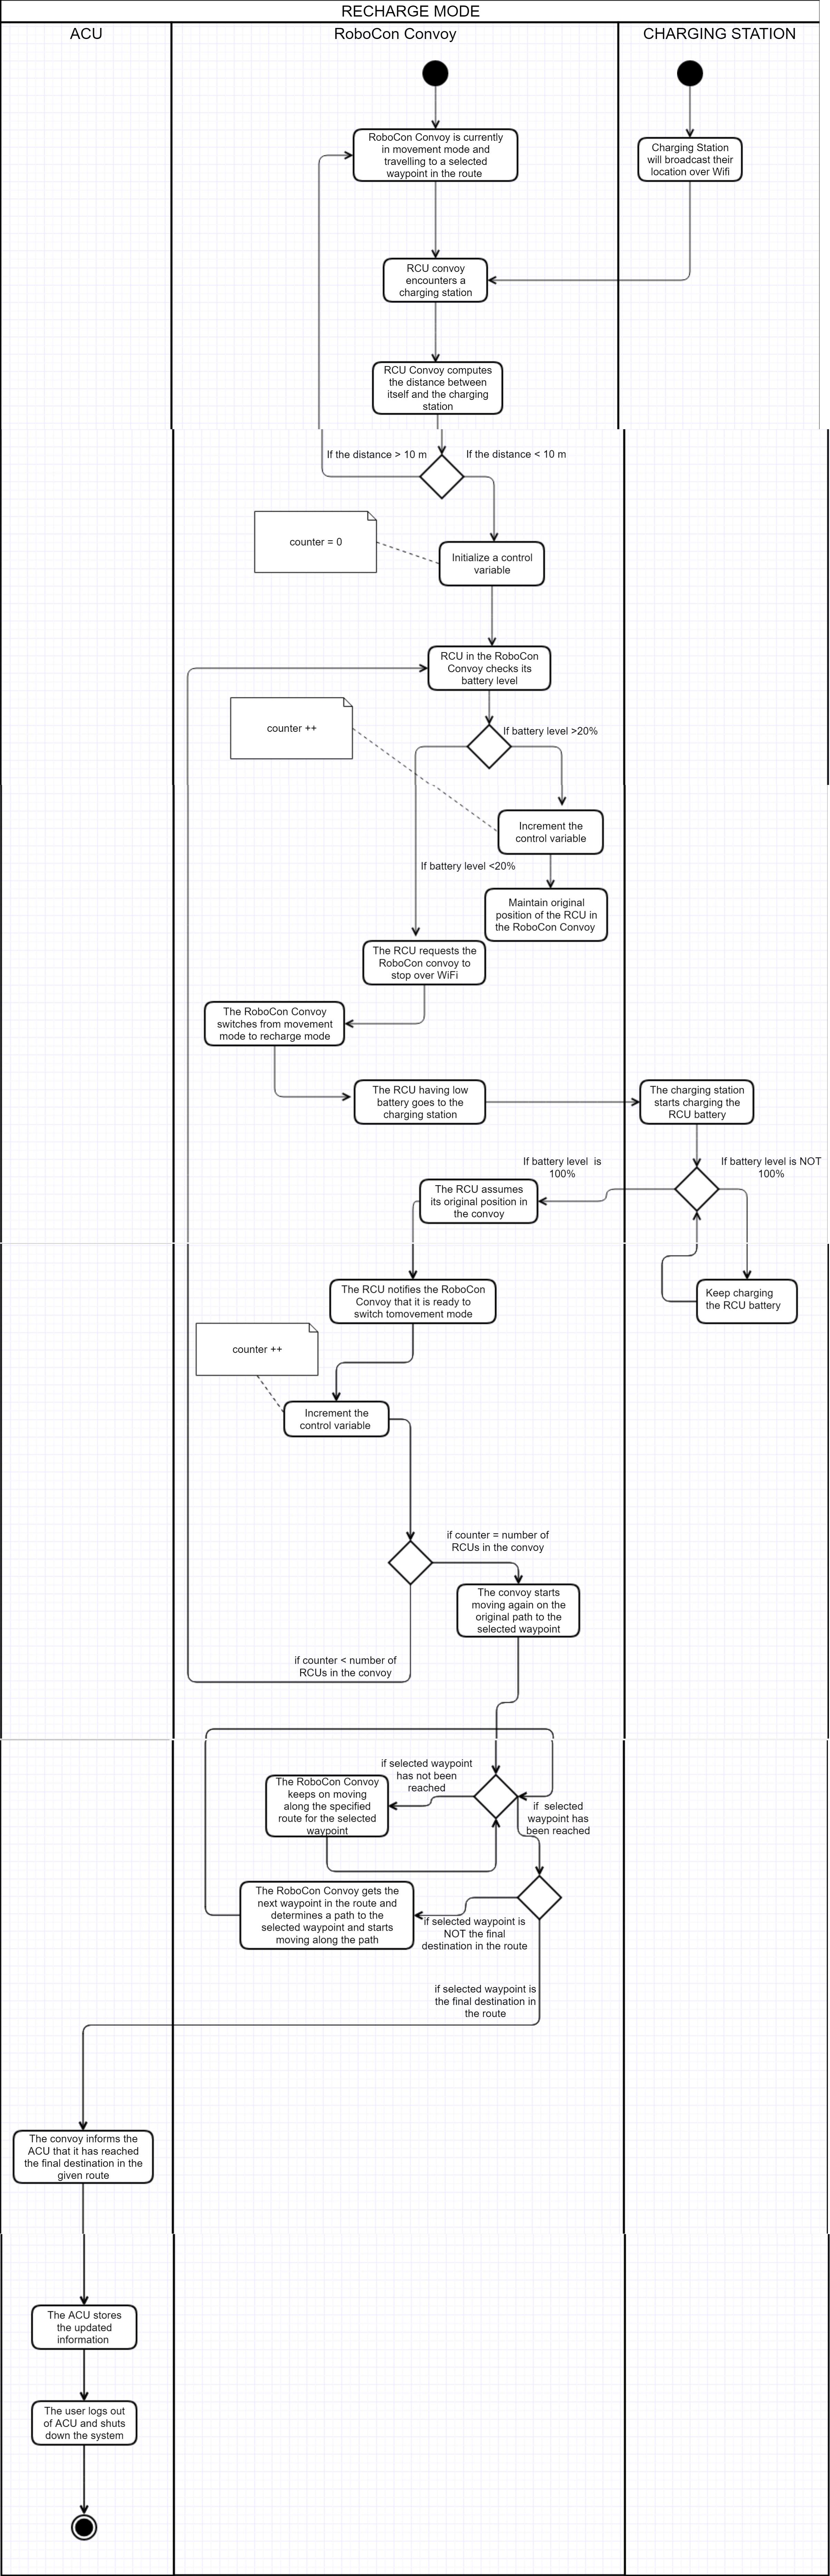 RECHARGE MODE
ACU
RoboCon Convoy
CHARGING STATION
RoboCon Convoy is currently
in movement mode and
travelling to a selected
waypoint in the route
Charging Station
will broadcast their
location over Wifi
RCU convoy
encounters a
charging station
RCU Convoy computes
the distance between
itself and the charging
station
If the distance > 10 m
If the distance < 10 m
counter = 0
Initialize a control
variable
RCU in the RoboCon
Convoy checks its
battery level
counter ++
If battery level >20%
Increment the
control variable
If battery level <20%
Maintain original
position of the RCU in
the RoboCon Convoy
The RCU requests the
RoboCon convoy to
stop over WiFi
The RoboCon Convoy
switches from movement
mode to recharge mode
The RCU having low
battery goes to the
charging station
The charging station
starts charging the
RCU battery
If battery level is
100%
If battery level is NOT
100%
The RCU assumes
its original position in
the convoy
The RCU notifies the RoboCon
Convoy that it is ready to
switch tomovement mode
Keep charging
the RCU battery
counter ++
Increment the
control variable
if counter = number of
RCUs in the convoy
The convoy starts
moving again on the
original path to the
selected waypoint
if counter < number of
RCUs in the convoy
if selected waypoint
has not been
reached
The RoboCon Convoy
keeps on moving
along the specified
route for the selected
waypoint
if selected
waypoint has
been reached
The RoboCon Convoy gets the
next waypoint in the route and
determines a path to the
selected waypoint and starts
moving along the path
if selected waypoint is
NOT the final
destination in the route
if selected waypoint is
the final destination in
the route
The convoy informs the
ACU that it has reached
the final destination in the
given route
The ACU stores
the updated
information
The user logs out
of ACU and shuts
down the system